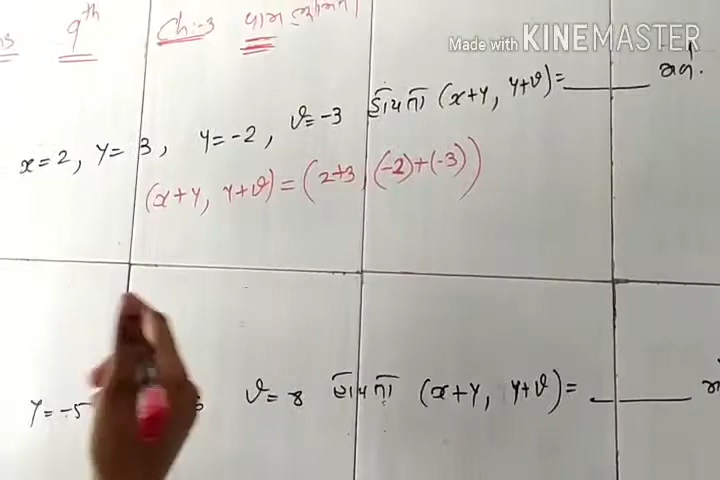 9th Ch:-3 યામ ભૂમિતિ
Made with KINEMASTER
x=2, y=3, y=-2, v=-3 હોય તો (x+y, y+v)=______ થાય.
(x+y, y+v)=(2+3, (-2)+(-3))
y=-5 v=8 હોય તો (x+y, y+v)=______